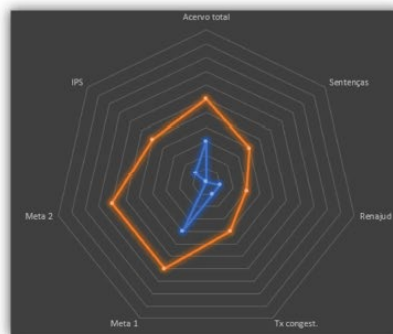 Acervo total
IPS
Sentenças
Meta 2
Renajud
Meta 1
Tx congest.